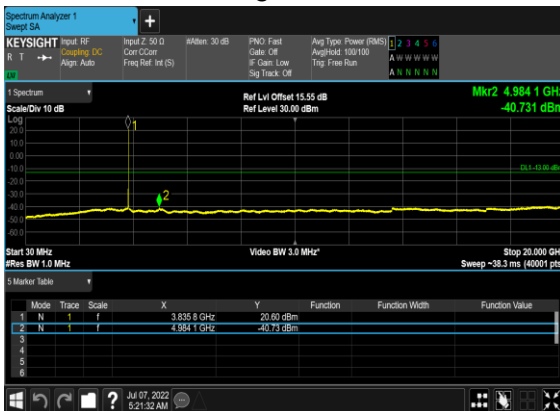 Spectrum Analyzer 1
Swept SA
KEYSIGHT
R T
LV
Input: RF
Coupling: DC
Align: Auto
Input Z: 50 Ω
Corr CCorr
Freq Ref: Int (S)
#Atten: 30 dB
PNO: Fast
Gate: Off
IF Gain: Low
Sig Track: Off
Avg Type: Power (RMS)
Avg|Hold: 100/100
Trig: Free Run
1 2 3 4 5 6
A W W W W W
A N N N N N
1 Spectrum
Scale/Div 10 dB
Ref Lvl Offset 15.55 dB
Ref Level 30.00 dBm
Mkr2 4.984 1 GHz
-40.731 dBm
Log
20.0
10.0
0.00
-10.0
-20.0
-30.0
-40.0
-50.0
-60.0
1
2
DL1 -13.00 dBm
Start 30 MHz
#Res BW 1.0 MHz
Video BW 3.0 MHz*
Stop 20.000 GHz
Sweep ~38.3 ms (40001 pts)
5 Marker Table
Mode Trace Scale X Y Function Function Width Function Value
1 N 1 f 3.835 8 GHz 20.60 dBm
2 N 1 f 4.984 1 GHz -40.73 dBm
3
4
5
6
Jul 07, 2022
5:21:32 AM